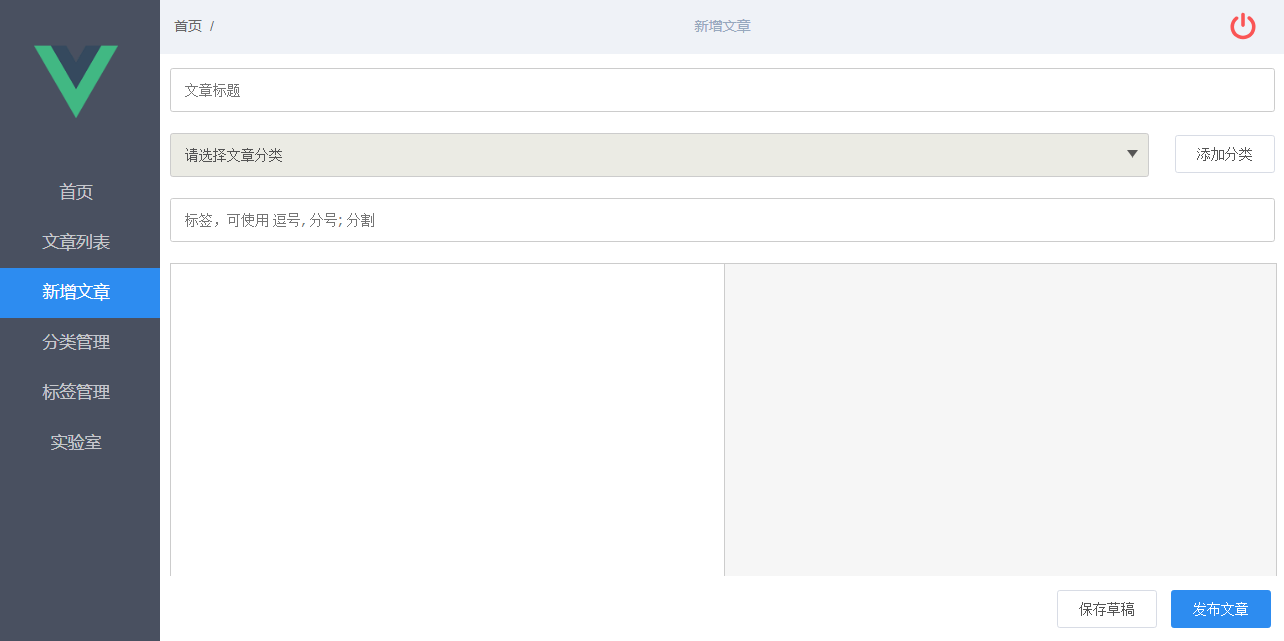 首页 /
新增文章
首页
文章列表
新增文章
分类管理
标签管理
实验室
文章标题
请选择文章分类
添加分类
标签，可使用 逗号, 分号; 分割
保存草稿
发布文章